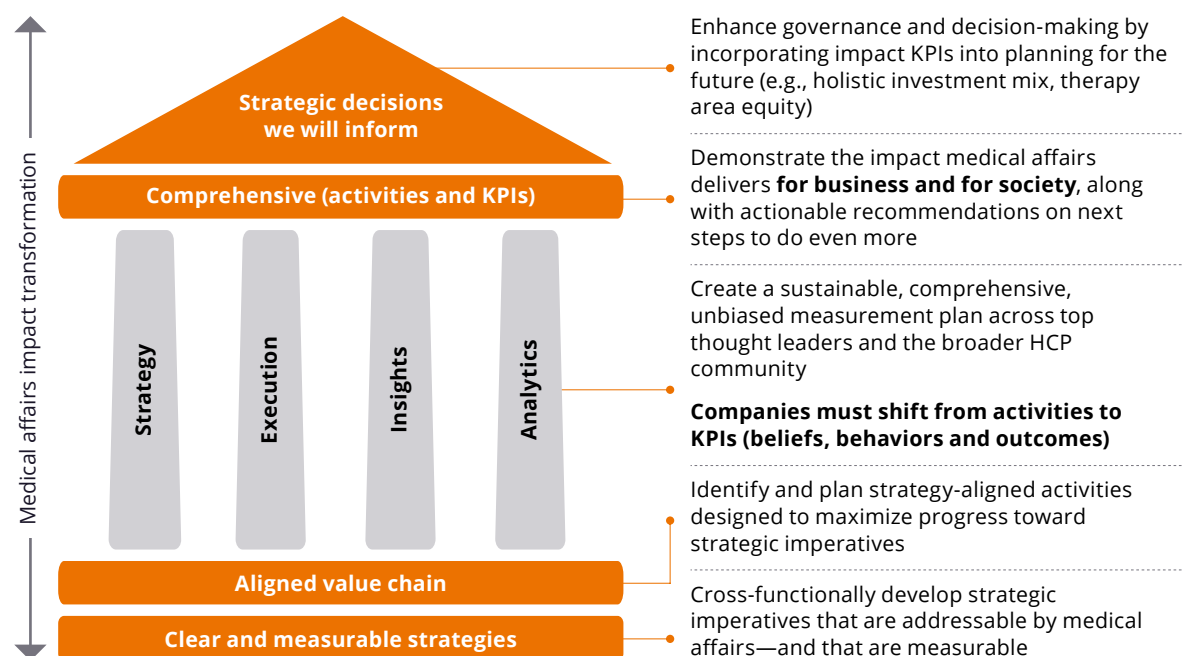 Medical affairs impact transformation
Strategic decisions
we will inform
Comprehensive (activities and KPIs)
Strategy
Execution
Insights
Analytics
Aligned value chain
Clear and measurable strategies
Enhance governance and decision-making by
incorporating impact KPIs into planning for the
future (e.g., holistic investment mix, therapy
area equity)
Demonstrate the impact medical affairs
delivers for business and for society, along
with actionable recommendations on next
steps to do even more
Create a sustainable, comprehensive,
unbiased measurement plan across top
thought leaders and the broader HCP
community
Companies must shift from activities to
KPIs (beliefs, behaviors and outcomes)
Identify and plan strategy-aligned activities
designed to maximize progress toward
strategic imperatives
Cross-functionally develop strategic
imperatives that are addressable by medical
affairs—and that are measurable